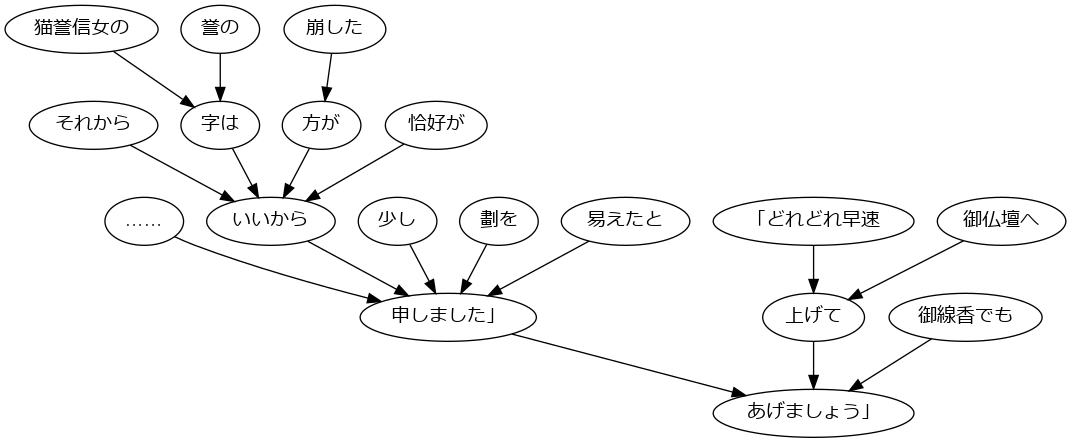 猫誉信女の 誉の 崩した
それから 字は 方が 恰好が
…… いいから 少し 劃を 易えたと 「どれどれ早速 御仏壇へ
申しました」 上げて 御線香でも
あげましょう」